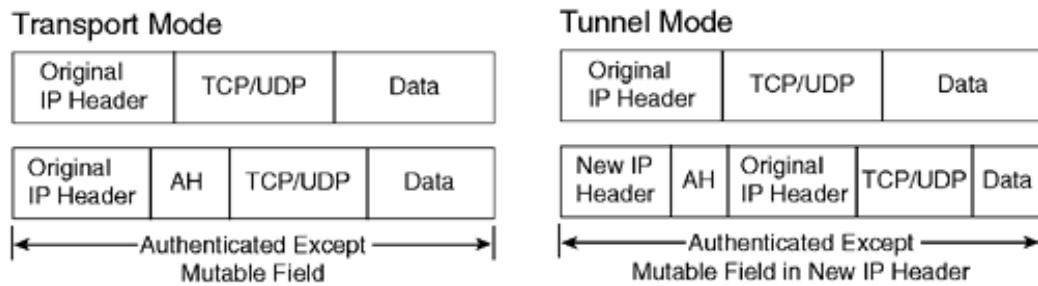 Transport Mode
Original
IP Header
TCP/UDP
Data
Original
IP Header
AH
TCP/UDP
Data
Authenticated Except
Mutable Field
Tunnel Mode
Original
IP Header
TCP/UDP
Data
New IP
Header
AH
Original
IP Header
TCP/UDP
Data
Authenticated Except
Mutable Field in New IP Header